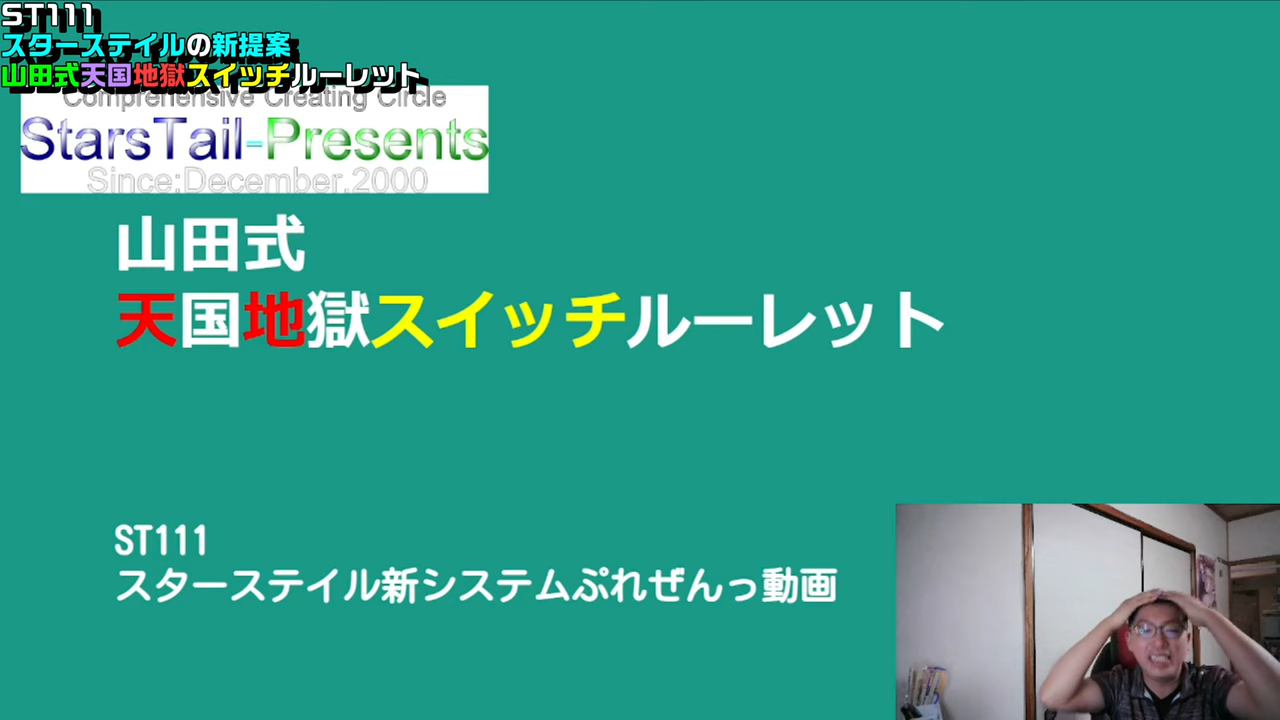 ST111
スターステイルの新提案
山田式天国地獄スイッチルーレット
Comprehensive Creating Circle
StarsTail-Presents
Since:December.2000
山田式
天国地獄スイッチルーレット
ST111
スターステイル新システムぷれぜんっ動画